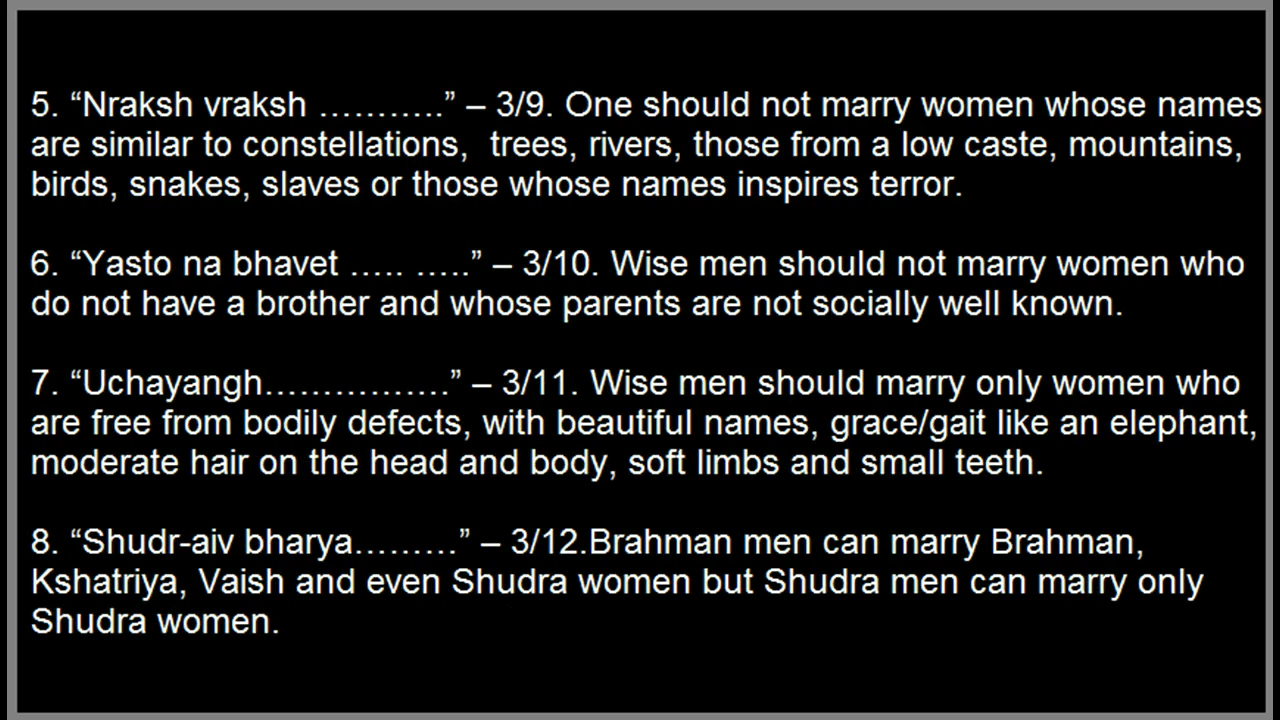 5. “Nraksh vraksh ………..” – 3/9. One should not marry women whose names
are similar to constellations,  trees, rivers, those from a low caste, mountains,
birds, snakes, slaves or those whose names inspires terror.
6. “Yasto na bhavet ….. …..” – 3/10. Wise men should not marry women who
do not have a brother and whose parents are not socially well known.
7. “Uchayangh…………….” – 3/11. Wise men should marry only women who
are free from bodily defects, with beautiful names, grace/gait like an elephant,
moderate hair on the head and body, soft limbs and small teeth.
8. “Shudr-aiv bharya………” – 3/12.Brahman men can marry Brahman,
Kshatriya, Vaish and even Shudra women but Shudra men can marry only
Shudra women.